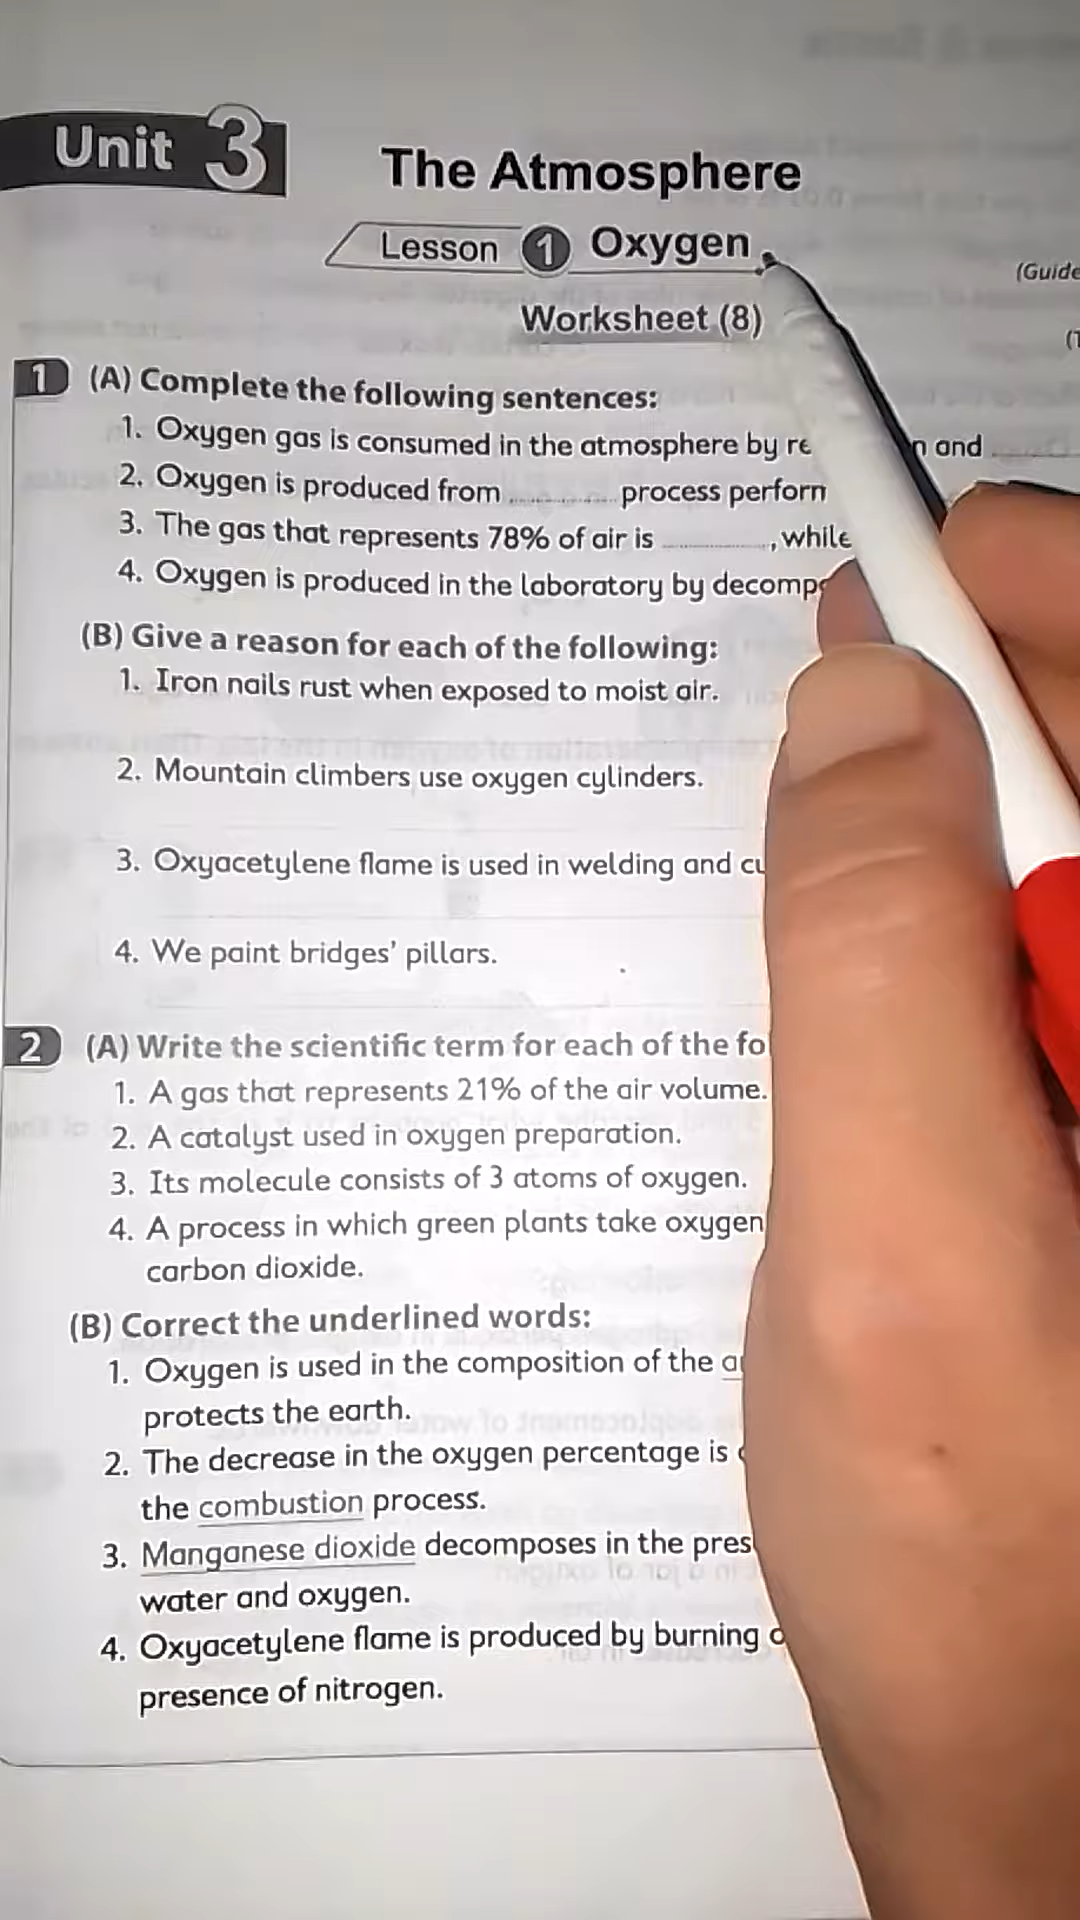 Unit 3
The Atmosphere
Lesson 1 Oxygen
(Guide
Worksheet (8)
1 (A) Complete the following sentences:
1. Oxygen gas is consumed in the atmosphere by re n and ............
2. Oxygen is produced from ............ process perform
3. The gas that represents 78% of air is ............, while
4. Oxygen is produced in the laboratory by decomp
(B) Give a reason for each of the following:
1. Iron nails rust when exposed to moist air.
2. Mountain climbers use oxygen cylinders.
3. Oxyacetylene flame is used in welding and cu
4. We paint bridges' pillars.
2 (A) Write the scientific term for each of the fo
1. A gas that represents 21% of the air volume.
2. A catalyst used in oxygen preparation.
3. Its molecule consists of 3 atoms of oxygen.
4. A process in which green plants take oxygen
carbon dioxide.
(B) Correct the underlined words:
1. Oxygen is used in the composition of the
protects the earth.
2. The decrease in the oxygen percentage is
the combustion process.
3. Manganese dioxide decomposes in the pres
water and oxygen.
4. Oxyacetylene flame is produced by burning
presence of nitrogen.